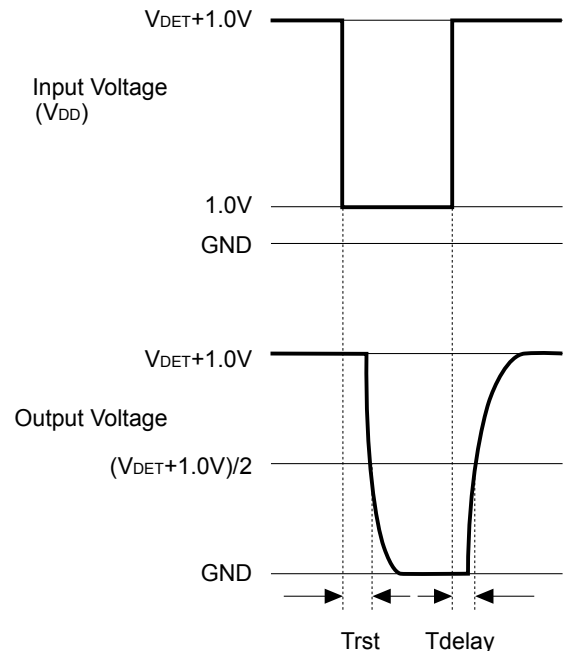 VDET+1.0V
Input Voltage
(VDD)
1.0V
GND
VDET+1.0V
Output Voltage
(VDET+1.0V)/2
GND
Trst Tdelay